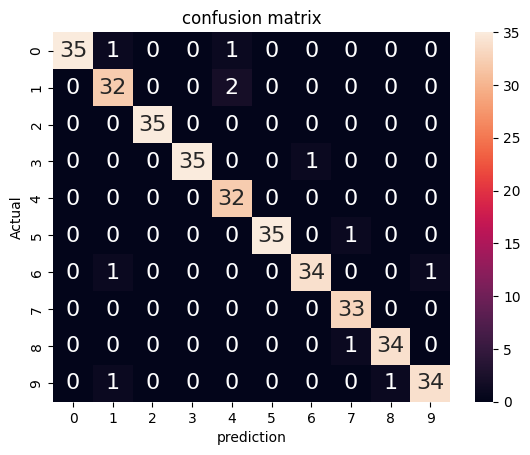 confusion matrix
Actual
0 35 1 0 0 1 0 0 0 0 0
1 0 32 0 0 2 0 0 0 0 0
2 0 0 35 0 0 0 0 0 0 0
3 0 0 0 35 0 0 1 0 0 0
4 0 0 0 0 32 0 0 0 0 0
5 0 0 0 0 0 35 0 1 0 0
6 0 1 0 0 0 0 34 0 0 1
7 0 0 0 0 0 0 0 33 0 0
8 0 0 0 0 0 0 0 1 34 0
9 0 1 0 0 0 0 0 0 1 34
0 1 2 3 4 5 6 7 8 9
prediction
35
30
25
20
15
10
5
0